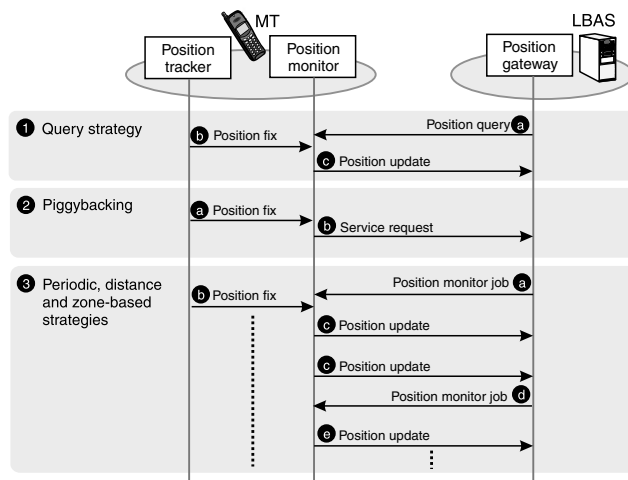 MT
LBAS
Position tracker
Position monitor
Position gateway
1 Query strategy
Position query a
b Position fix
c Position update
2 Piggybacking
a Position fix
b Service request
3 Periodic, distance
and zone-based
strategies
Position monitor job a
b Position fix
c Position update
c Position update
Position monitor job d
e Position update